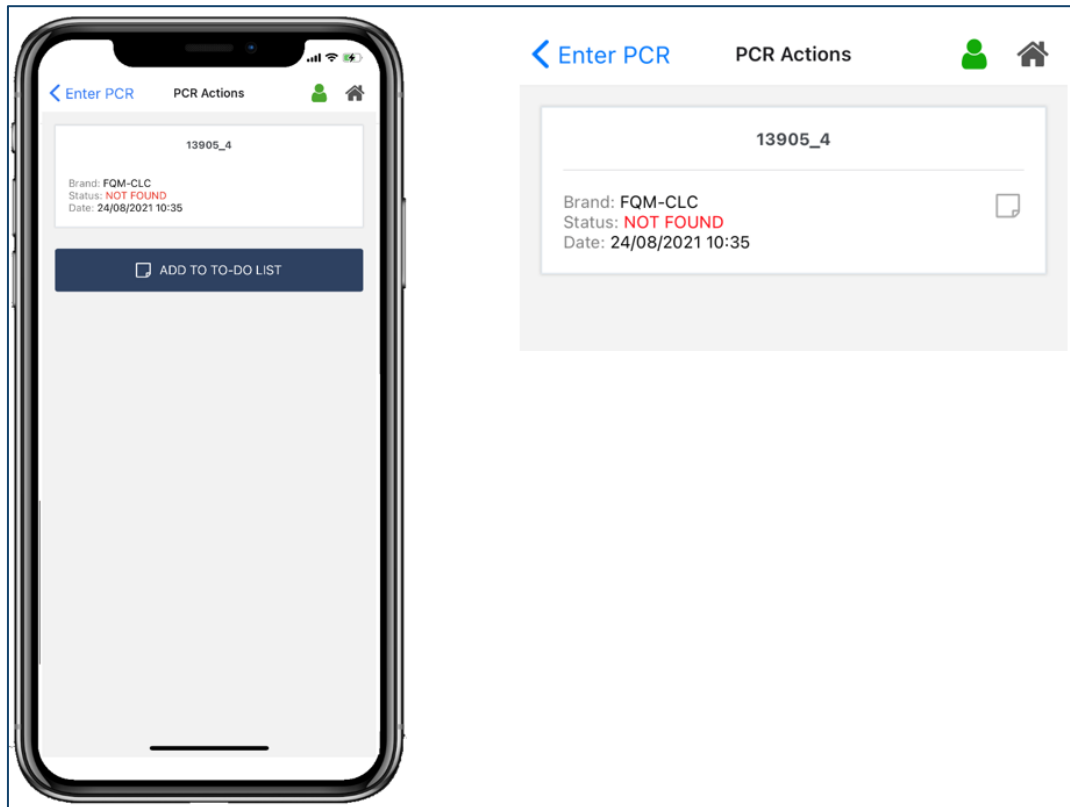 Enter PCR PCR Actions
13905_4
Brand: FQM-CLC
Status: NOT FOUND
Date: 24/08/2021 10:35
ADD TO TO-DO LIST
Enter PCR PCR Actions
13905_4
Brand: FQM-CLC
Status: NOT FOUND
Date: 24/08/2021 10:35